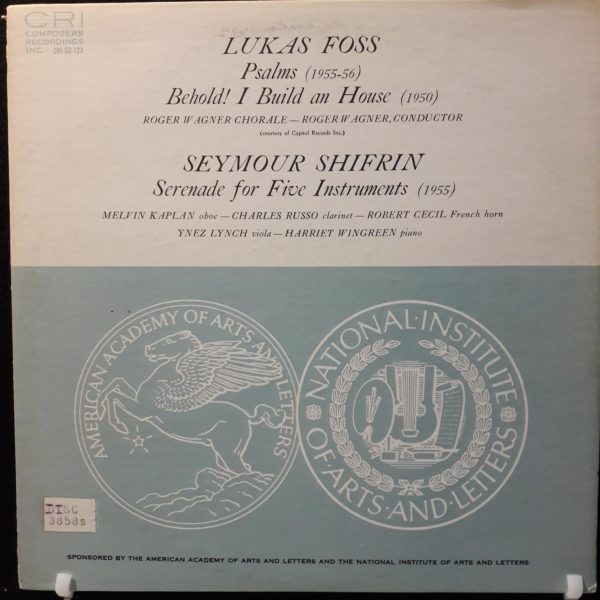 CRI
COMPOSERS
RECORDINGS
INC. CRI SD 123
LUKAS FOSS
Psalms (1955-56)
Behold! I Build an House (1950)
ROGER WAGNER CHORALE — ROGER WAGNER, CONDUCTOR
(courtesy of Capitol Records Inc.)
SEYMOUR SHIFRIN
Serenade for Five Instruments (1955)
MELVIN KAPLAN oboe — CHARLES RUSSO clarinet — ROBERT CECIL French horn
YNEZ LYNCH viola — HARRIET WINGREEN piano
AMERICAN ACADEMY OF ARTS AND LETTERS
NATIONAL·INSTITUTE
OF·ARTS·AND·LETTERS
DISC
3858s
SPONSORED BY THE AMERICAN ACADEMY OF ARTS AND LETTERS AND THE NATIONAL INSTITUTE OF ARTS AND LETTERS